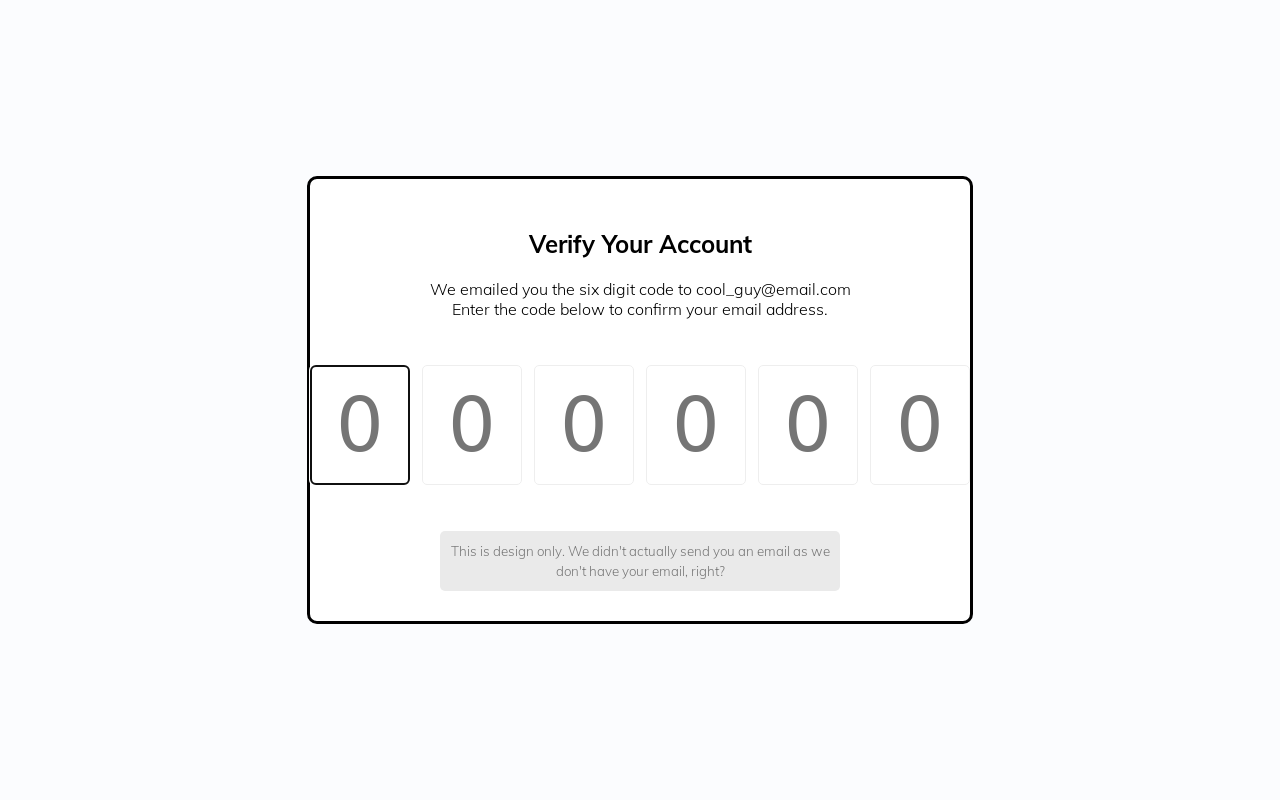 Verify Your Account
We emailed you the six digit code to cool_guy@email.com
Enter the code below to confirm your email address.
0 0 0 0 0 0
This is design only. We didn't actually send you an email as we
don't have your email, right?